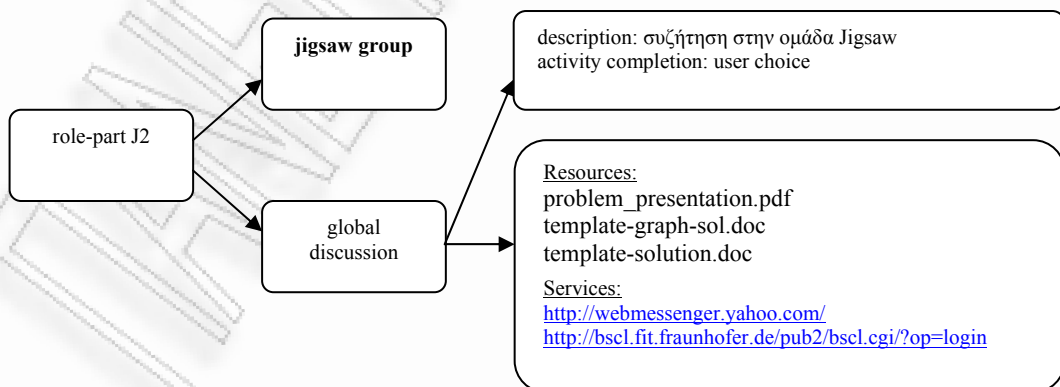 role-part J2
jigsaw group
global
discussion
description: συζήτηση στην ομάδα Jigsaw
activity completion: user choice
Resources:
problem_presentation.pdf
template-graph-sol.doc
template-solution.doc
Services:
http://webmessenger.yahoo.com/
http://bscl.fit.fraunhofer.de/pub2/bscl.cgi/?op=login